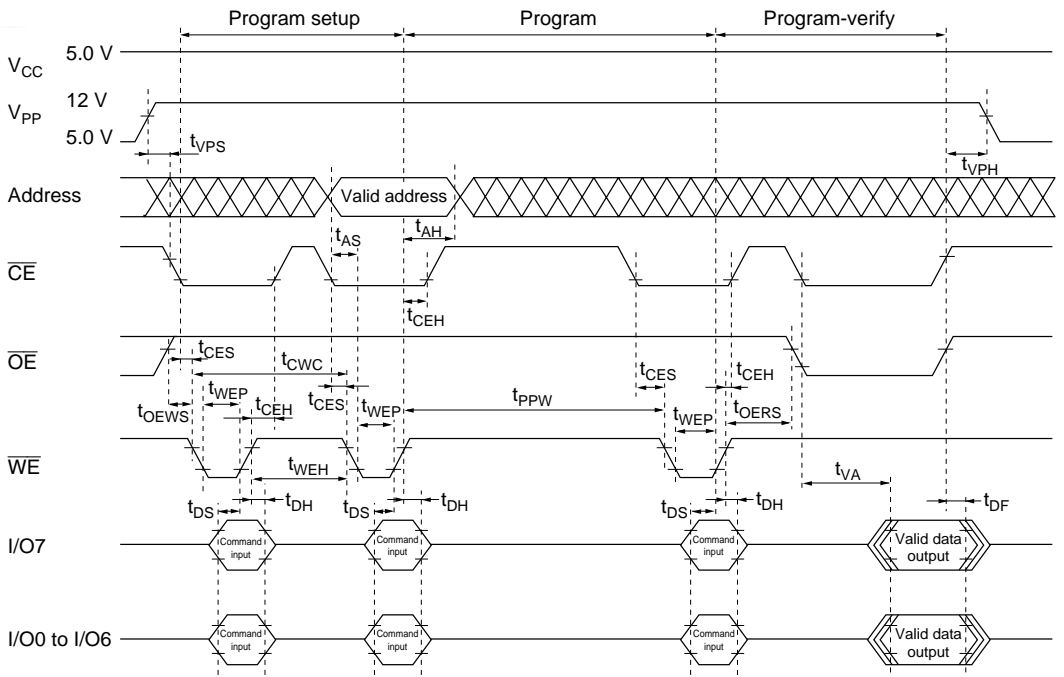 Program setup Program Program-verify
VCC 5.0 V
VPP 12 V
5.0 V
tVPS tVPH
Address Valid address
tAS tAH
CE
tCEH
OE
tCES tCWC tCES tCEH
tOEWS tWEP tCEH tCES tWEP tPPW tWEP tOERS
WE
tWEH tVA
tDS tDH tDS tDH tDS tDH tDF
I/O7 Command input Command input Command input Valid data output
I/O0 to I/O6 Command input Command input Command input Valid data output